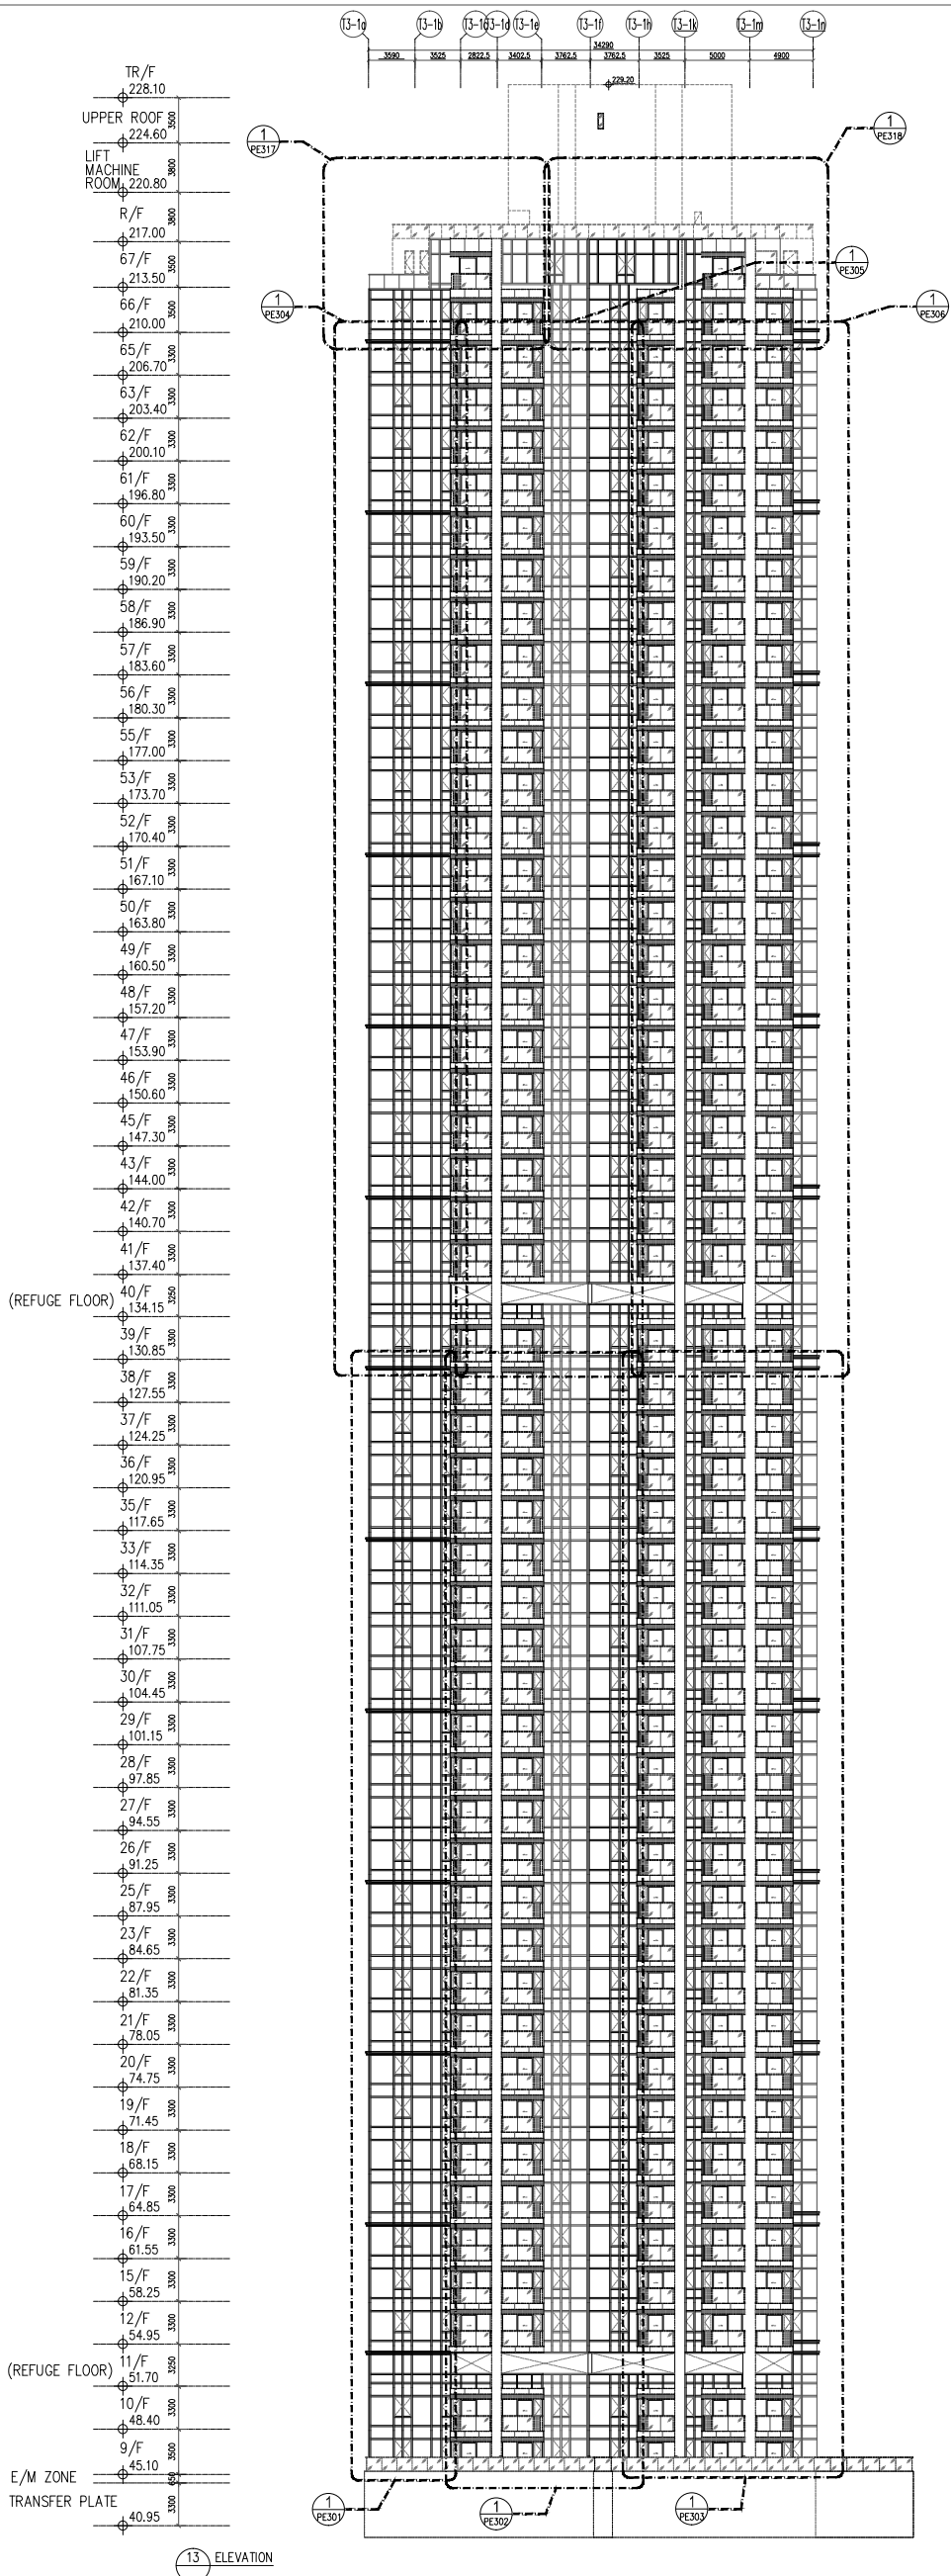 T3-1a T3-1b T3-1d T3-1e T3-1f T3-1h T3-1k T3-1m T3-1n
34290
3590 3525 2822.5 3402.5 3762.5 3762.5 3525 5000 4900
229.20
TR/F
228.10
3500
UPPER ROOF
224.60
3800
LIFT
MACHINE
ROOM 220.80
3800
R/F
217.00
3500
67/F
213.50
3500
66/F
210.00
3300
65/F
206.70
3300
63/F
203.40
3300
62/F
200.10
3300
61/F
196.80
3300
60/F
193.50
3300
59/F
190.20
3300
58/F
186.90
3300
57/F
183.60
3300
56/F
180.30
3300
55/F
177.00
3300
53/F
173.70
3300
52/F
170.40
3300
51/F
167.10
3300
50/F
163.80
3300
49/F
160.50
3300
48/F
157.20
3300
47/F
153.90
3300
46/F
150.60
3300
45/F
147.30
3300
43/F
144.00
3300
42/F
140.70
3300
41/F
137.40
3250
(REFUGE FLOOR) 40/F
134.15
3300
39/F
130.85
3300
38/F
127.55
3300
37/F
124.25
3300
36/F
120.95
3300
35/F
117.65
3300
33/F
114.35
3300
32/F
111.05
3300
31/F
107.75
3300
30/F
104.45
3300
29/F
101.15
3300
28/F
97.85
3300
27/F
94.55
3300
26/F
91.25
3300
25/F
87.95
3300
23/F
84.65
3300
22/F
81.35
3300
21/F
78.05
3300
20/F
74.75
3300
19/F
71.45
3300
18/F
68.15
3300
17/F
64.85
3300
16/F
61.55
3300
15/F
58.25
3300
12/F
54.95
3250
(REFUGE FLOOR) 11/F
51.70
3300
10/F
48.40
3500
9/F
45.10
E/M ZONE
650
TRANSFER PLATE
3300
40.95
1
PE317
1
PE318
1
PE305
1
PE304
1
PE306
1
PE301
1
PE302
1
PE303
13 ELEVATION